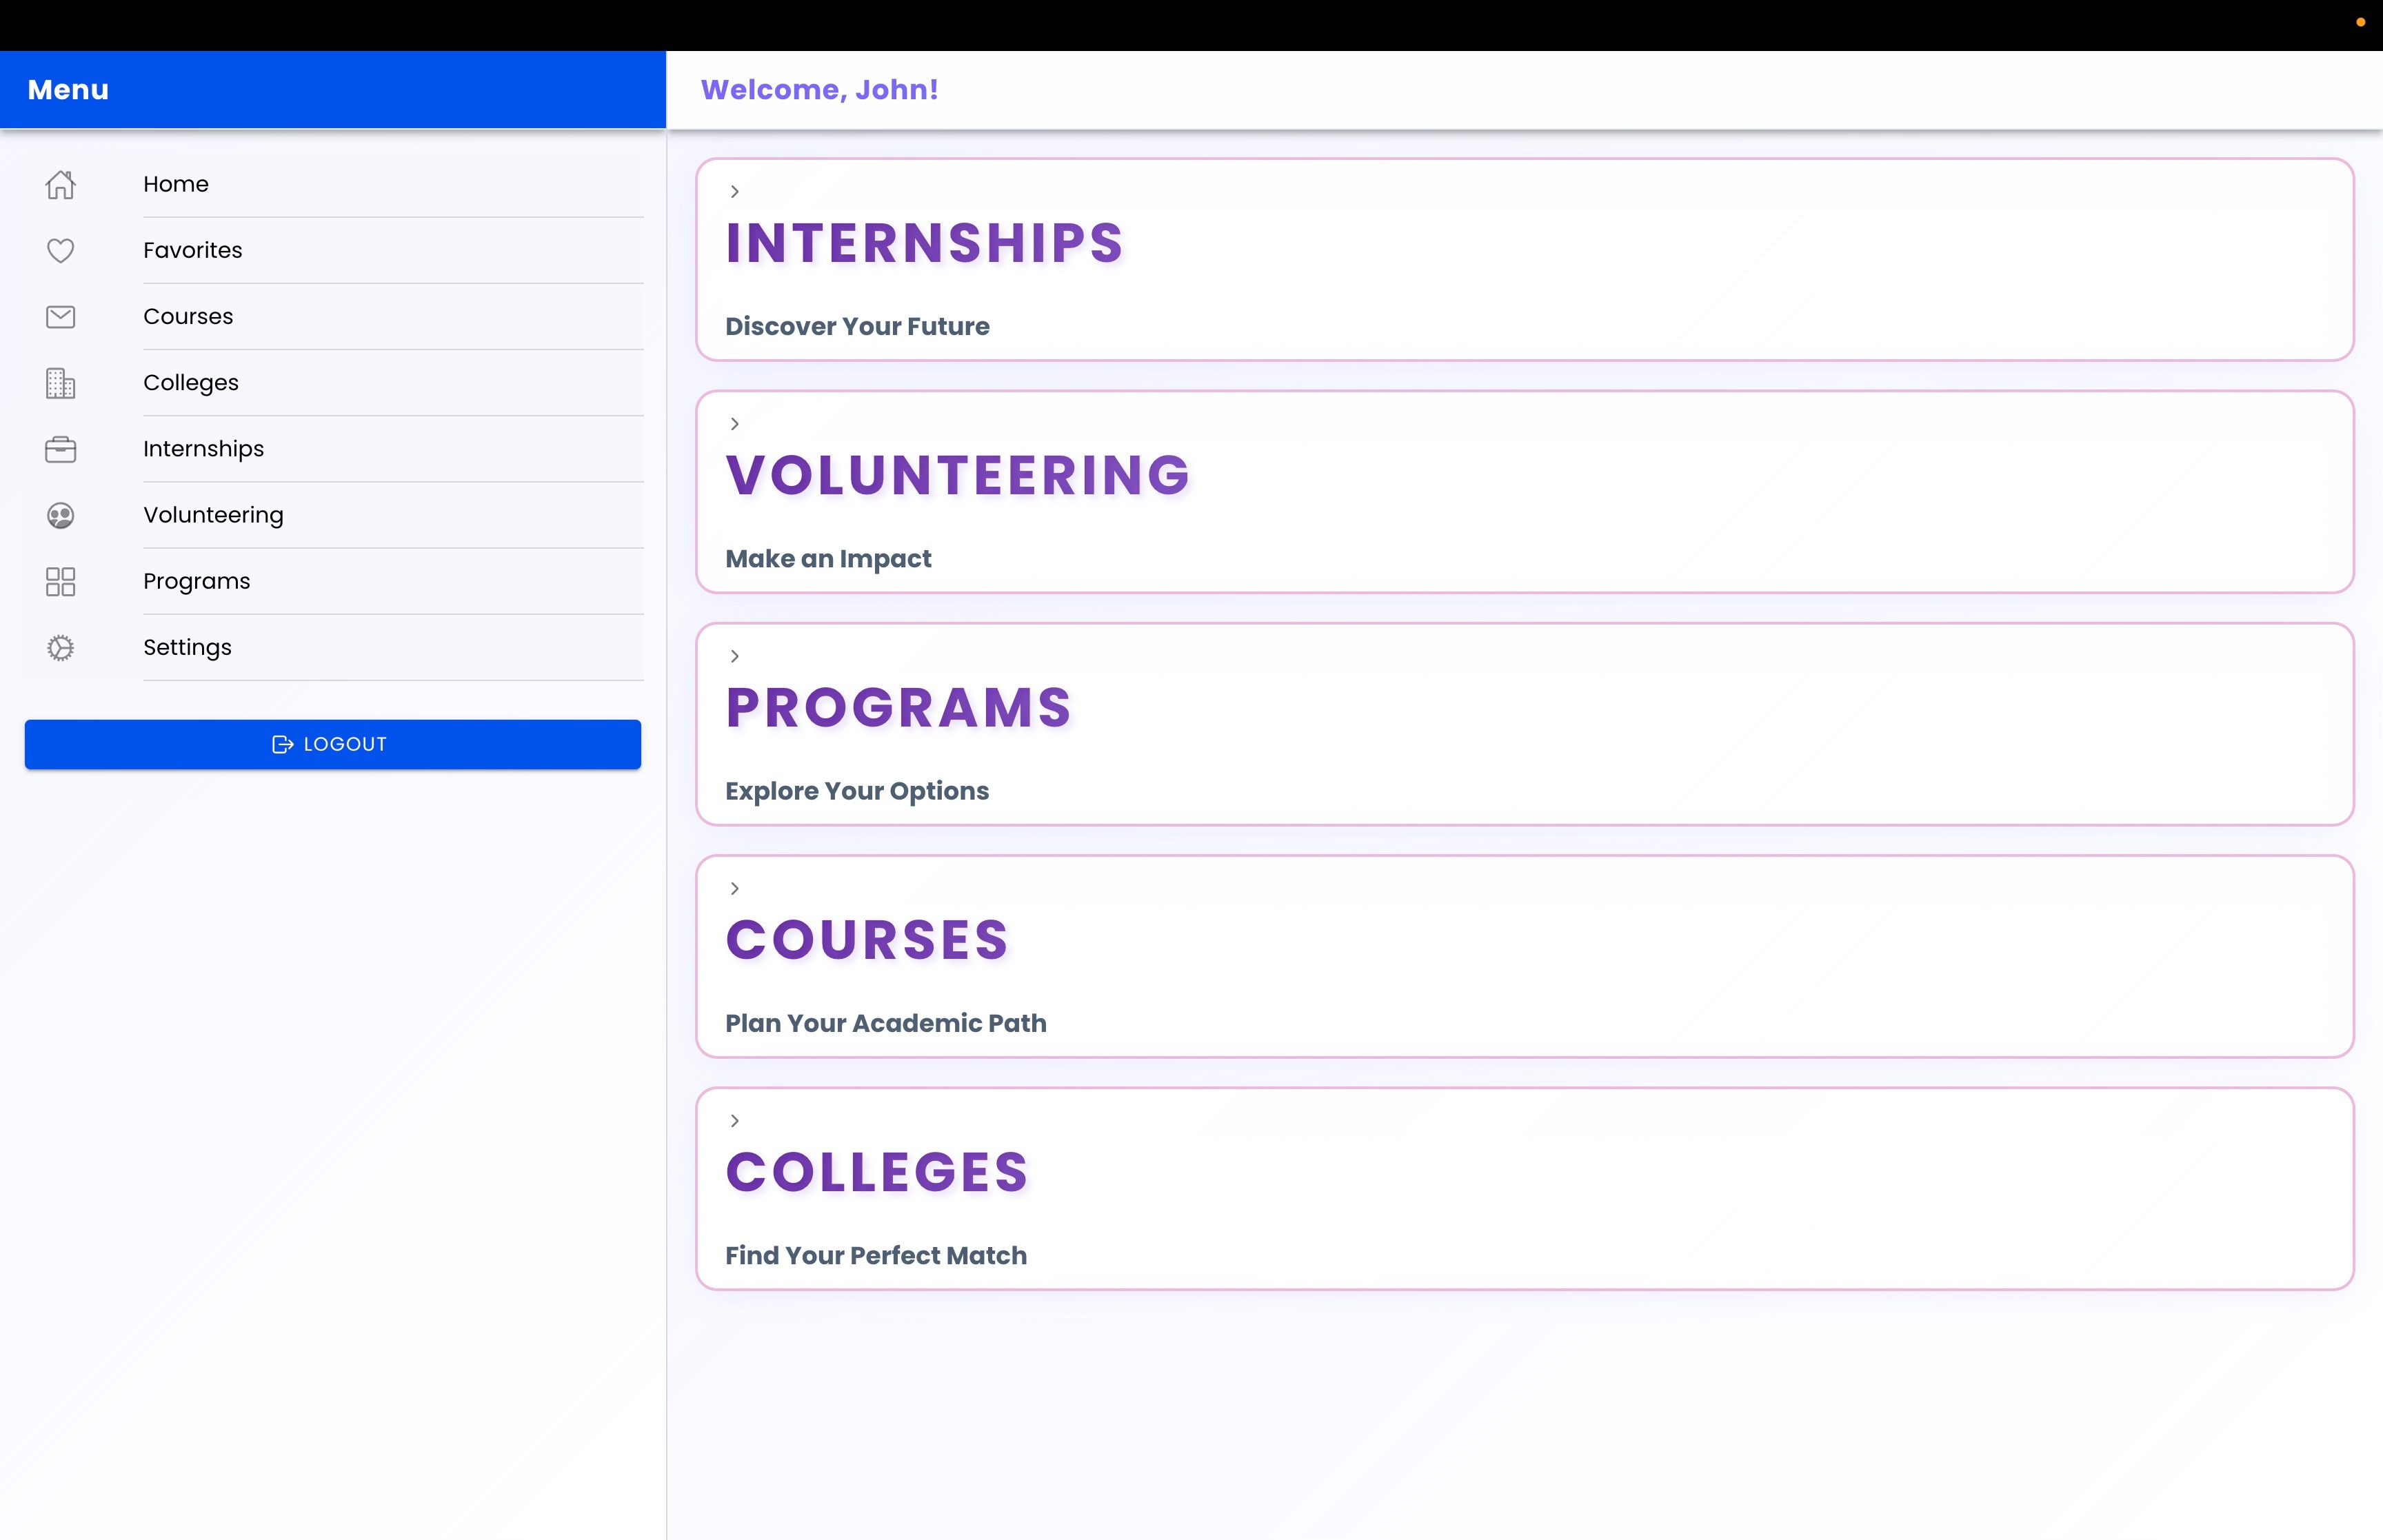 Menu
Welcome, John!
Home
Favorites
Courses
Colleges
Internships
Volunteering
Programs
Settings
LOGOUT
INTERNSHIPS
Discover Your Future
VOLUNTEERING
Make an Impact
PROGRAMS
Explore Your Options
COURSES
Plan Your Academic Path
COLLEGES
Find Your Perfect Match